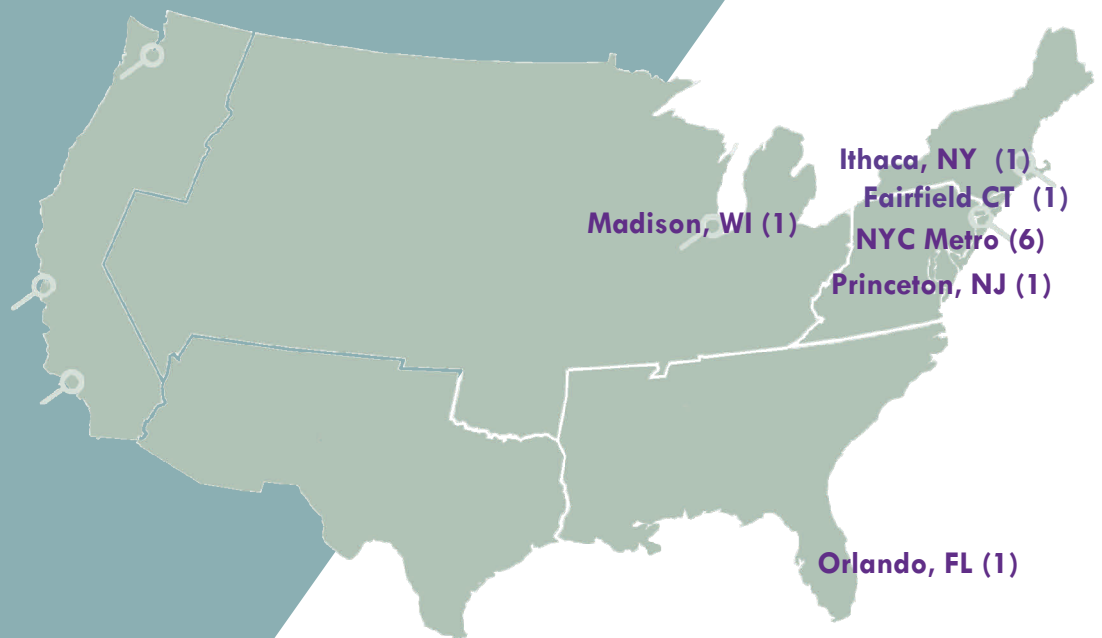 Ithaca, NY  (1)
Fairfield CT  (1)
Madison, WI (1)
NYC Metro (6)
Princeton, NJ (1)
Orlando, FL (1)